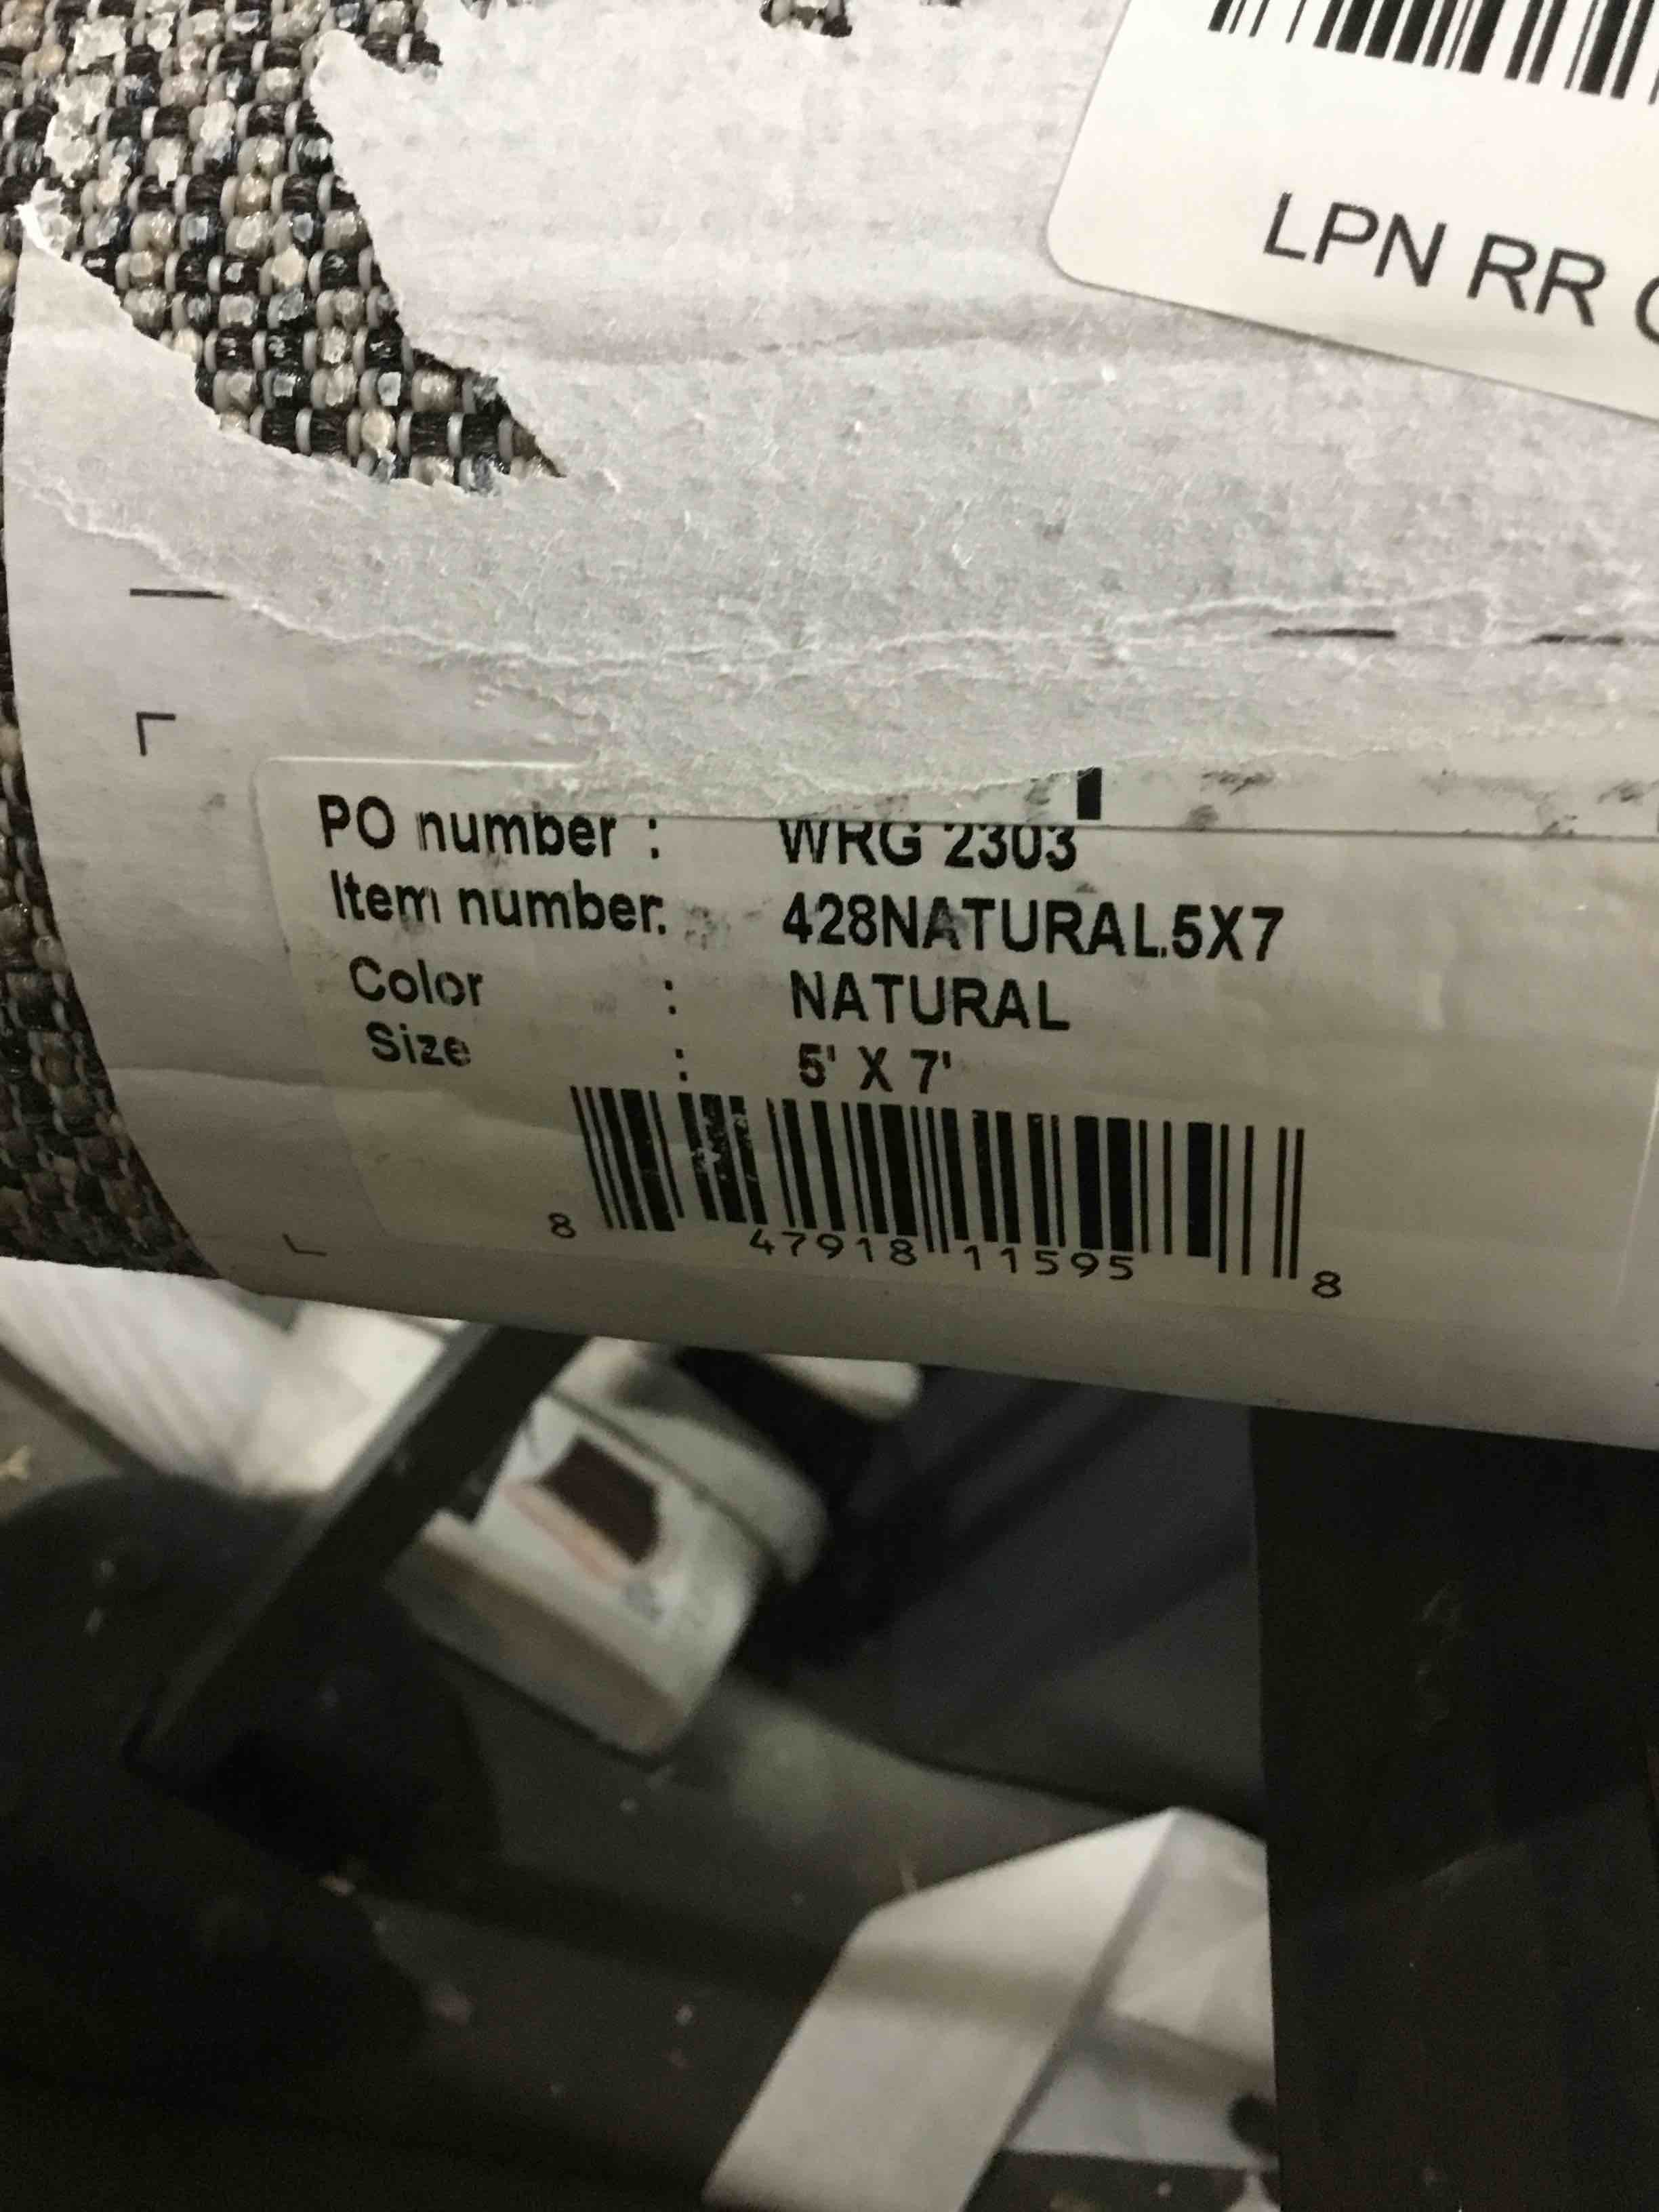 LPN RR
PO number : WRG 2303
Item number. 428NATURAL.5X7
Color : NATURAL
Size : 5' X 7'
8 47918 11595 8